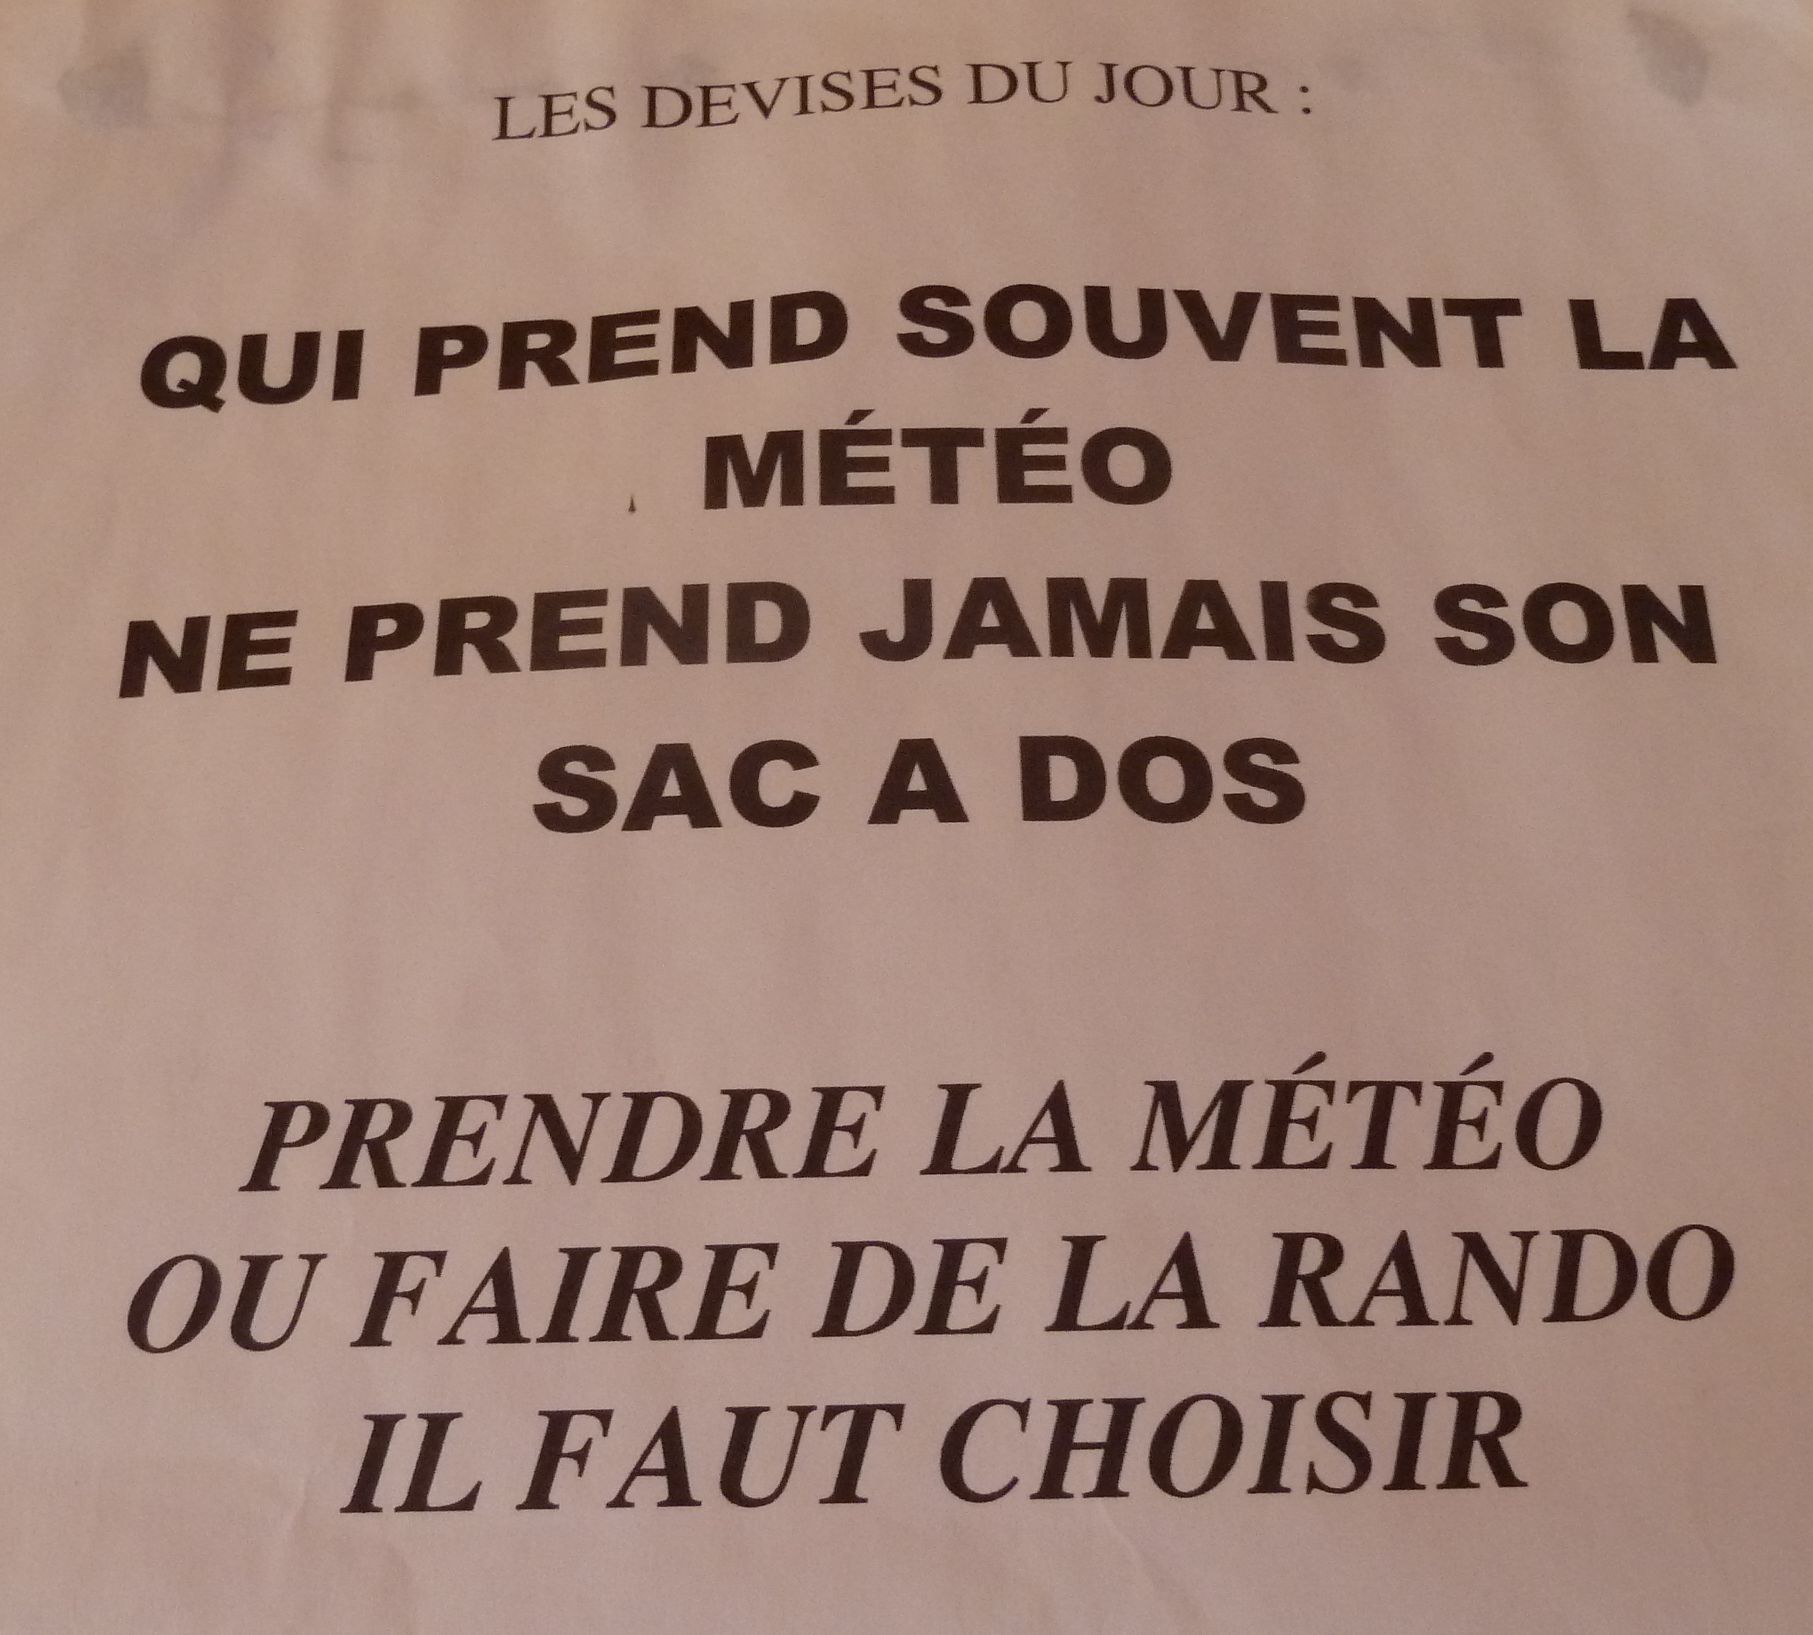 LES DEVISES DU JOUR :
QUI PREND SOUVENT LA
MÉTÉO
NE PREND JAMAIS SON
SAC A DOS
PRENDRE LA MÉTÉO
OU FAIRE DE LA RANDO
IL FAUT CHOISIR